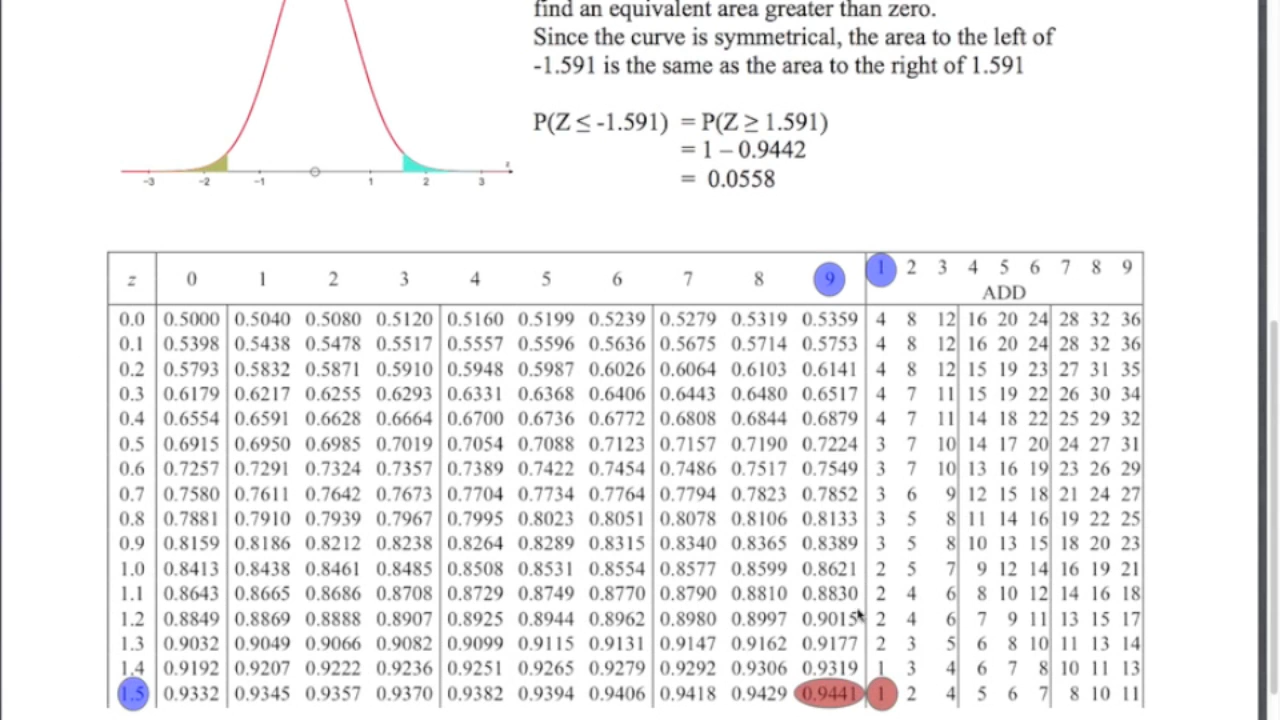 find an equivalent area greater than zero.
Since the curve is symmetrical, the area to the left of
-1.591 is the same as the area to the right of 1.591
P(Z ≤ -1.591) = P(Z ≥ 1.591)
= 1 – 0.9442
= 0.0558
-3 -2 -1 1 2 3 z
z 0 1 2 3 4 5 6 7 8 9 1 2 3 4 5 6 7 8 9
ADD
0.0 0.5000 0.5040 0.5080 0.5120 0.5160 0.5199 0.5239 0.5279 0.5319 0.5359 4 8 12 16 20 24 28 32 36
0.1 0.5398 0.5438 0.5478 0.5517 0.5557 0.5596 0.5636 0.5675 0.5714 0.5753 4 8 12 16 20 24 28 32 36
0.2 0.5793 0.5832 0.5871 0.5910 0.5948 0.5987 0.6026 0.6064 0.6103 0.6141 4 8 12 15 19 23 27 31 35
0.3 0.6179 0.6217 0.6255 0.6293 0.6331 0.6368 0.6406 0.6443 0.6480 0.6517 4 7 11 15 19 22 26 30 34
0.4 0.6554 0.6591 0.6628 0.6664 0.6700 0.6736 0.6772 0.6808 0.6844 0.6879 4 7 11 14 18 22 25 29 32
0.5 0.6915 0.6950 0.6985 0.7019 0.7054 0.7088 0.7123 0.7157 0.7190 0.7224 3 7 10 14 17 20 24 27 31
0.6 0.7257 0.7291 0.7324 0.7357 0.7389 0.7422 0.7454 0.7486 0.7517 0.7549 3 7 10 13 16 19 23 26 29
0.7 0.7580 0.7611 0.7642 0.7673 0.7704 0.7734 0.7764 0.7794 0.7823 0.7852 3 6 9 12 15 18 21 24 27
0.8 0.7881 0.7910 0.7939 0.7967 0.7995 0.8023 0.8051 0.8078 0.8106 0.8133 3 5 8 11 14 16 19 22 25
0.9 0.8159 0.8186 0.8212 0.8238 0.8264 0.8289 0.8315 0.8340 0.8365 0.8389 3 5 8 10 13 15 18 20 23
1.0 0.8413 0.8438 0.8461 0.8485 0.8508 0.8531 0.8554 0.8577 0.8599 0.8621 2 5 7 9 12 14 16 19 21
1.1 0.8643 0.8665 0.8686 0.8708 0.8729 0.8749 0.8770 0.8790 0.8810 0.8830 2 4 6 8 10 12 14 16 18
1.2 0.8849 0.8869 0.8888 0.8907 0.8925 0.8944 0.8962 0.8980 0.8997 0.9015 2 4 6 7 9 11 13 15 17
1.3 0.9032 0.9049 0.9066 0.9082 0.9099 0.9115 0.9131 0.9147 0.9162 0.9177 2 3 5 6 8 10 11 13 14
1.4 0.9192 0.9207 0.9222 0.9236 0.9251 0.9265 0.9279 0.9292 0.9306 0.9319 1 3 4 6 7 8 10 11 13
1.5 0.9332 0.9345 0.9357 0.9370 0.9382 0.9394 0.9406 0.9418 0.9429 0.9441 1 2 4 5 6 7 8 10 11